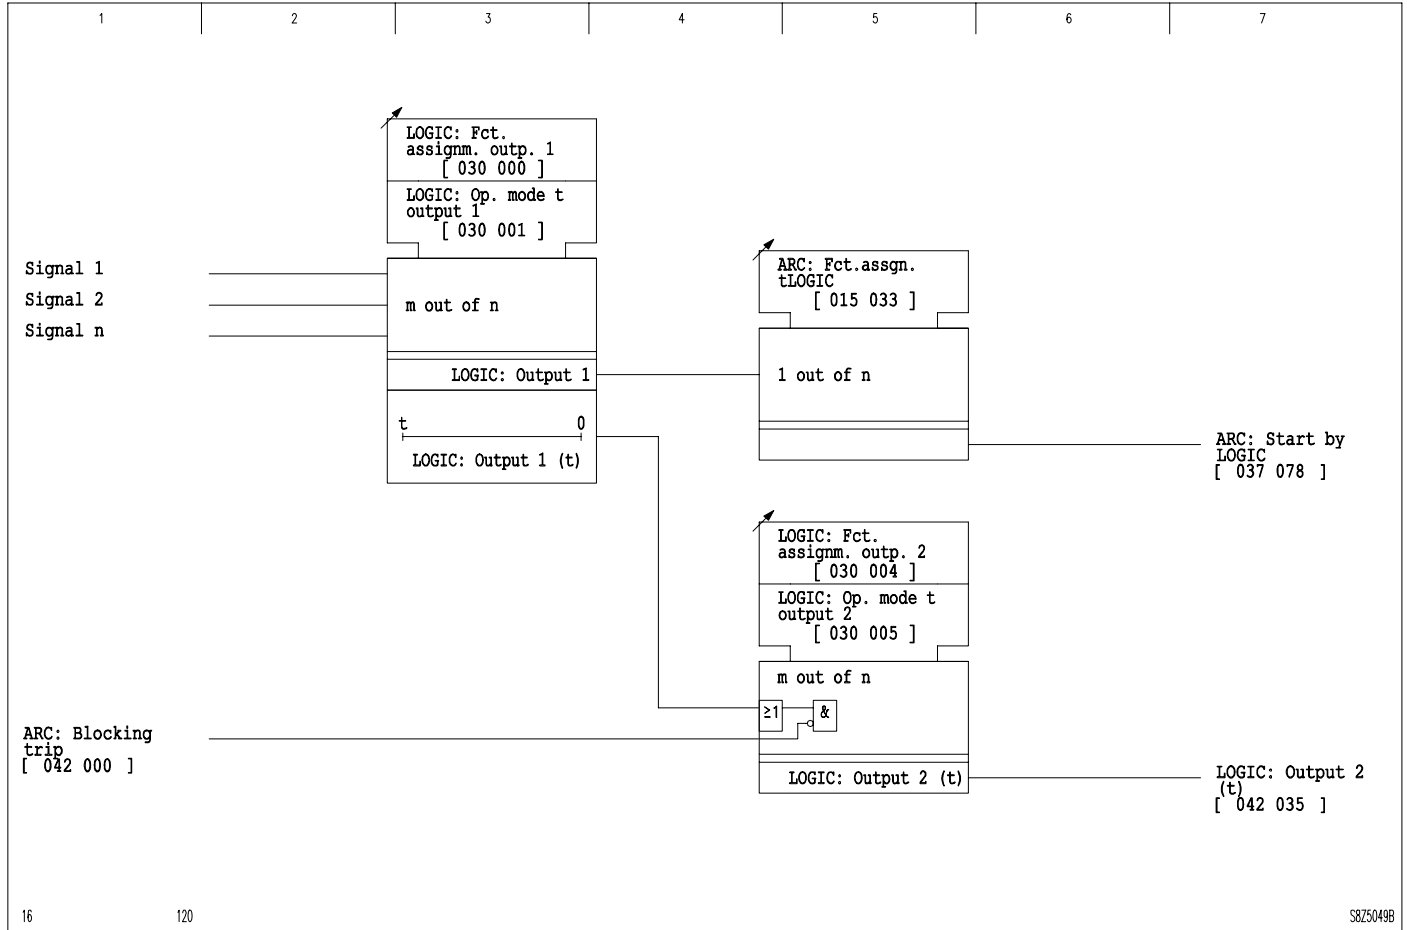 1 2 3 4 5 6 7
LOGIC: Fct.
assignm. outp. 1
[ 030 000 ]
LOGIC: Op. mode t
output 1
[ 030 001 ]
Signal 1
Signal 2
Signal n
m out of n
LOGIC: Output 1
t 0
LOGIC: Output 1 (t)
ARC: Fct.assgn.
tLOGIC
[ 015 033 ]
1 out of n
ARC: Start by
LOGIC
[ 037 078 ]
LOGIC: Fct.
assignm. outp. 2
[ 030 004 ]
LOGIC: Op. mode t
output 2
[ 030 005 ]
m out of n
≥1 &
ARC: Blocking
trip
[ 042 000 ]
LOGIC: Output 2 (t)
LOGIC: Output 2
(t)
[ 042 035 ]
16 120 S8Z5049B